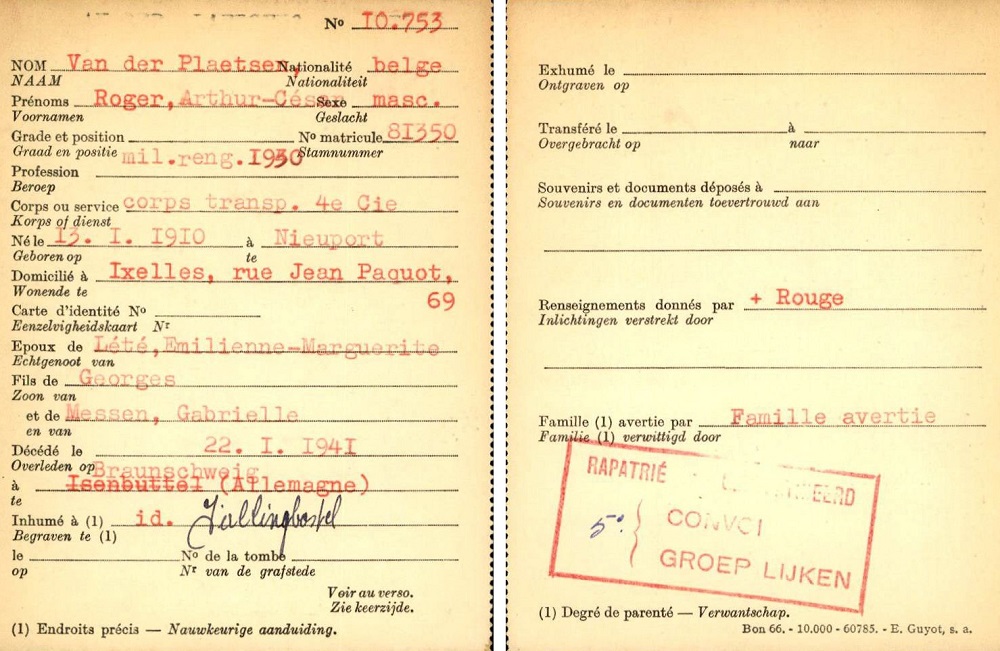 Nº 10.753
NOM Van der Plaetsen, Nationalité belge
NAAM Nationaliteit
Prénoms Roger, Arthur-César Sexe masc.
Voornamen Geslacht
Grade et position Nº matricule 81350
Graad en positie mil.reng.1930 Stamnummer
Profession
Beroep
Corps ou service corps transp. 4e Cie
Korps of dienst
Né le 13. I. 1910 à Nieuport
Geboren op te
Domicilié à Ixelles, rue Jean Paquot,
Wonende te 69
Carte d'identité Nº
Eenzelvigheidskaart Nr
Epoux de Lété, Emilienne-Marguerite
Echtgenoot van
Fils de Georges
Zoon van
et de Messen, Gabrielle
en van
Décédé le 22. I. 1941
Overleden op Braunschweig
à Isenbuttel (Allemagne)
te
Inhumé à (1) id. Fallingbostel
Begraven te (1)
le Nº de la tombe
op Nr van de grafstede
Voir au verso.
Zie keerzijde.
(1) Endroits précis — Nauwkeurige aanduiding.
Exhumé le
Ontgraven op
Transféré le à
Overgebracht op naar
Souvenirs et documents déposés à
Souvenirs en documenten toevertrouwd aan
Renseignements donnés par + Rouge
Inlichtingen verstrekt door
Famille (1) avertie par Famille avertie
Familie (1) verwittigd door
RAPATRIÉ
5º CONVOI
GROEP LIJKEN
(1) Degré de parenté — Verwantschap.
Bon 66. - 10.000 - 60785. - E. Guyot, s. a.